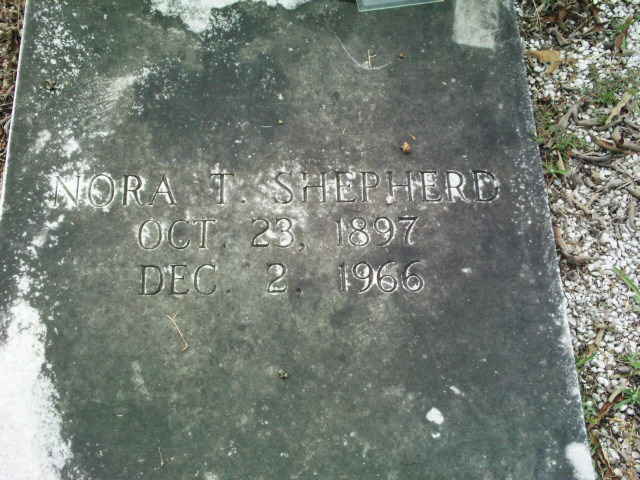 NORA T. SHEPHERD
OCT. 23, 1897
DEC. 2, 1966